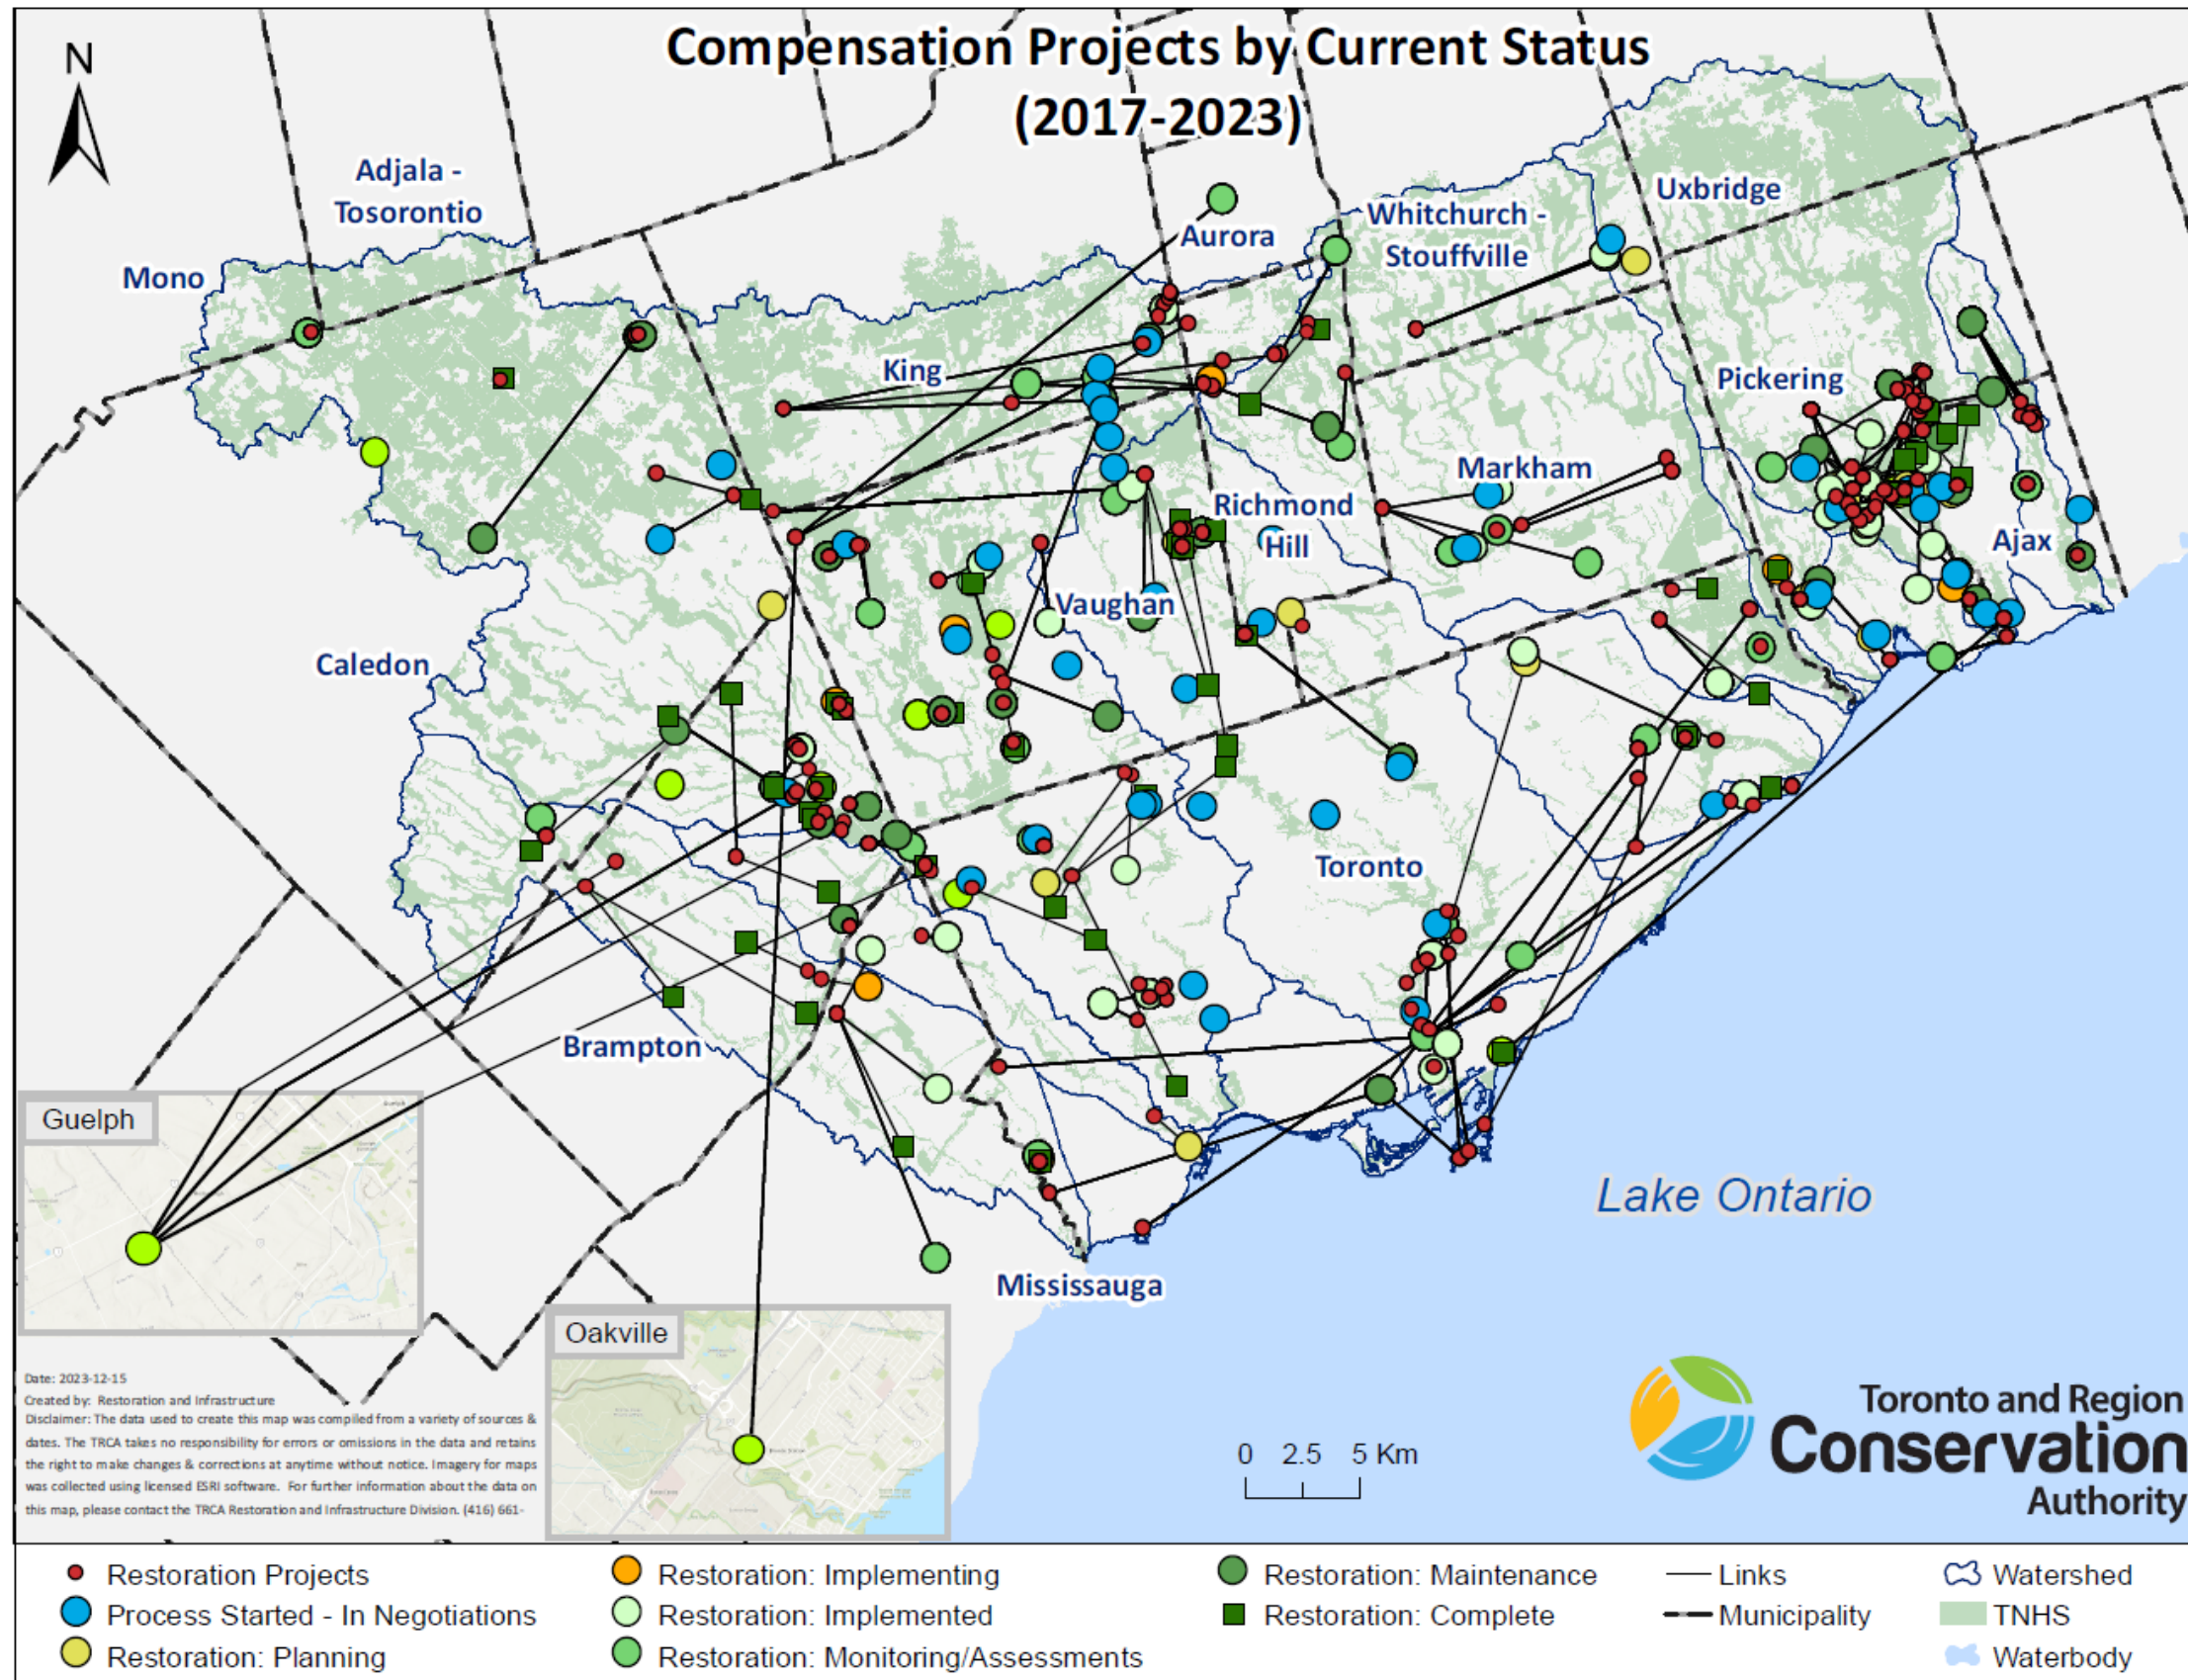 Compensation Projects by Current Status
(2017-2023)
N
Adjala -
Tosorontio
Mono
Aurora
Whitchurch -
Stouffville
Uxbridge
King
Pickering
Markham
Richmond
Hill
Ajax
Vaughan
Caledon
Toronto
Brampton
Guelph
Lake Ontario
Mississauga
Oakville
Date: 2023-12-15
Created by: Restoration and Infrastructure
Disclaimer: The data used to create this map was compiled from a variety of sources &
dates. The TRCA takes no responsibility for errors or omissions in the data and retains
the right to make changes & corrections at anytime without notice. Imagery for maps
was collected using licensed ESRI software. For further information about the data on
this map, please contact the TRCA Restoration and Infrastructure Division. (416) 661-
0 2.5 5 Km
Toronto and Region
Conservation
Authority
Restoration Projects
Process Started - In Negotiations
Restoration: Planning
Restoration: Implementing
Restoration: Implemented
Restoration: Monitoring/Assessments
Restoration: Maintenance
Restoration: Complete
Links
Municipality
Watershed
TNHS
Waterbody